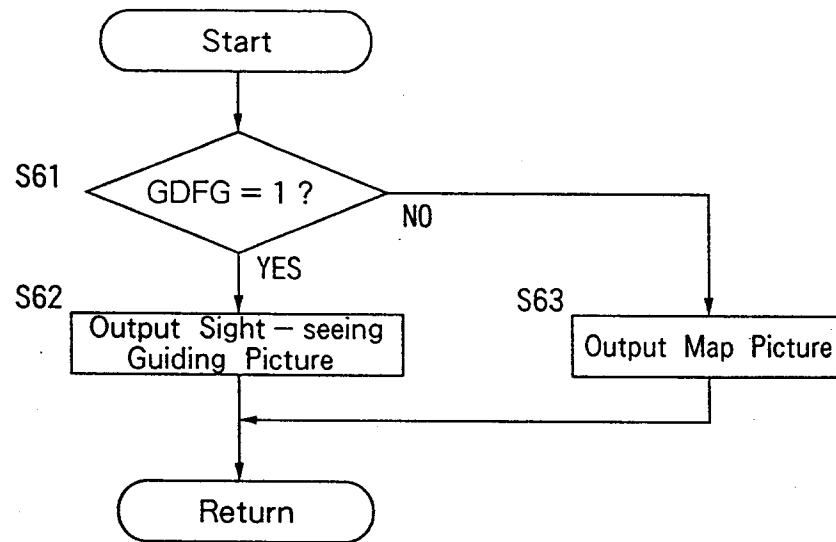 Start
S61
GDFG = 1 ?
NO
YES
S62
S63
Output Sight – seeing
Guiding Picture
Output Map Picture
Return